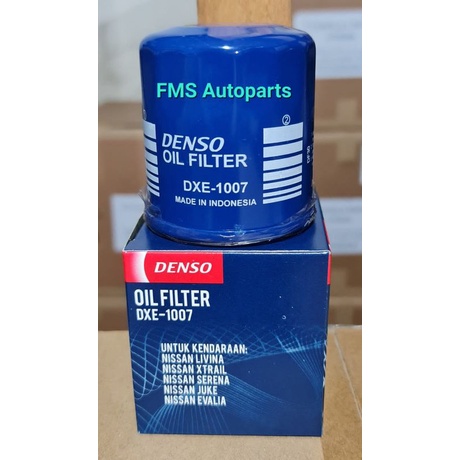 FMS Autoparts
DENSO
OIL FILTER
DXE-1007
MADE IN INDONESIA
2
DENSO
OIL FILTER
DXE-1007
UNTUK KENDARAAN:
NISSAN LIVINA
NISSAN XTRAIL
NISSAN SERENA
NISSAN JUKE
NISSAN EVALIA